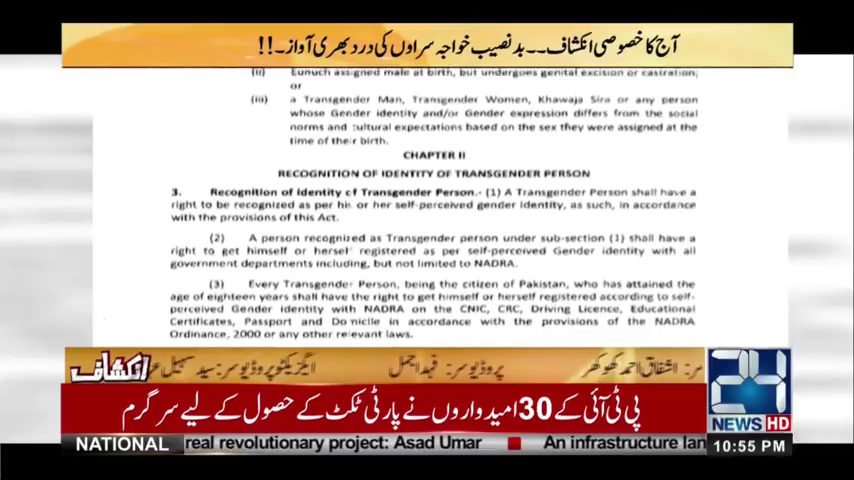 آج کا خصوصی انکشاف۔۔ بد نصیب خواجہ سراوں کی درد بھری آواز۔!!
(ii) Eunuch assigned male at birth, but undergoes genital excision or castration;
or
(iii) a Transgender Man, Transgender Women, Khawaja Sira or any person
whose Gender identity and/or Gender expression differs from the social
norms and cultural expectations based on the sex they were assigned at the
time of their birth.
CHAPTER II
RECOGNITION OF IDENTITY OF TRANSGENDER PERSON
3. Recognition of Identity of Transgender Person.- (1) A Transgender Person shall have a
right to be recognized as per his or her self-perceived gender identity, as such, in accordance
with the provisions of this Act.
(2) A person recognized as Transgender person under sub-section (1) shall have a
right to get himself or herself registered as per self-perceived Gender identity with all
government departments including, but not limited to NADRA.
(3) Every Transgender Person, being the citizen of Pakistan, who has attained the
age of eighteen years shall have the right to get himself or herself registered according to self-
perceived Gender Identity with NADRA on the CNIC, CRC, Driving Licence, Educational
Certificates, Passport and Domicile in accordance with the provisions of the NADRA
Ordinance, 2000 or any other relevant laws.
انکشاف
ر: اشفاق احمد کھوکھر پروڈیوسر: فہد اجمل ایگزیکٹو پروڈیوسر: سید سہیل
پی ٹی آئی کے 30 امیدواروں نے پارٹی ٹکٹ کے حصول کے لیے سرگرم
24
NEWS HD
NATIONAL real revolutionary project: Asad Umar An infrastructure lan
10:55 PM